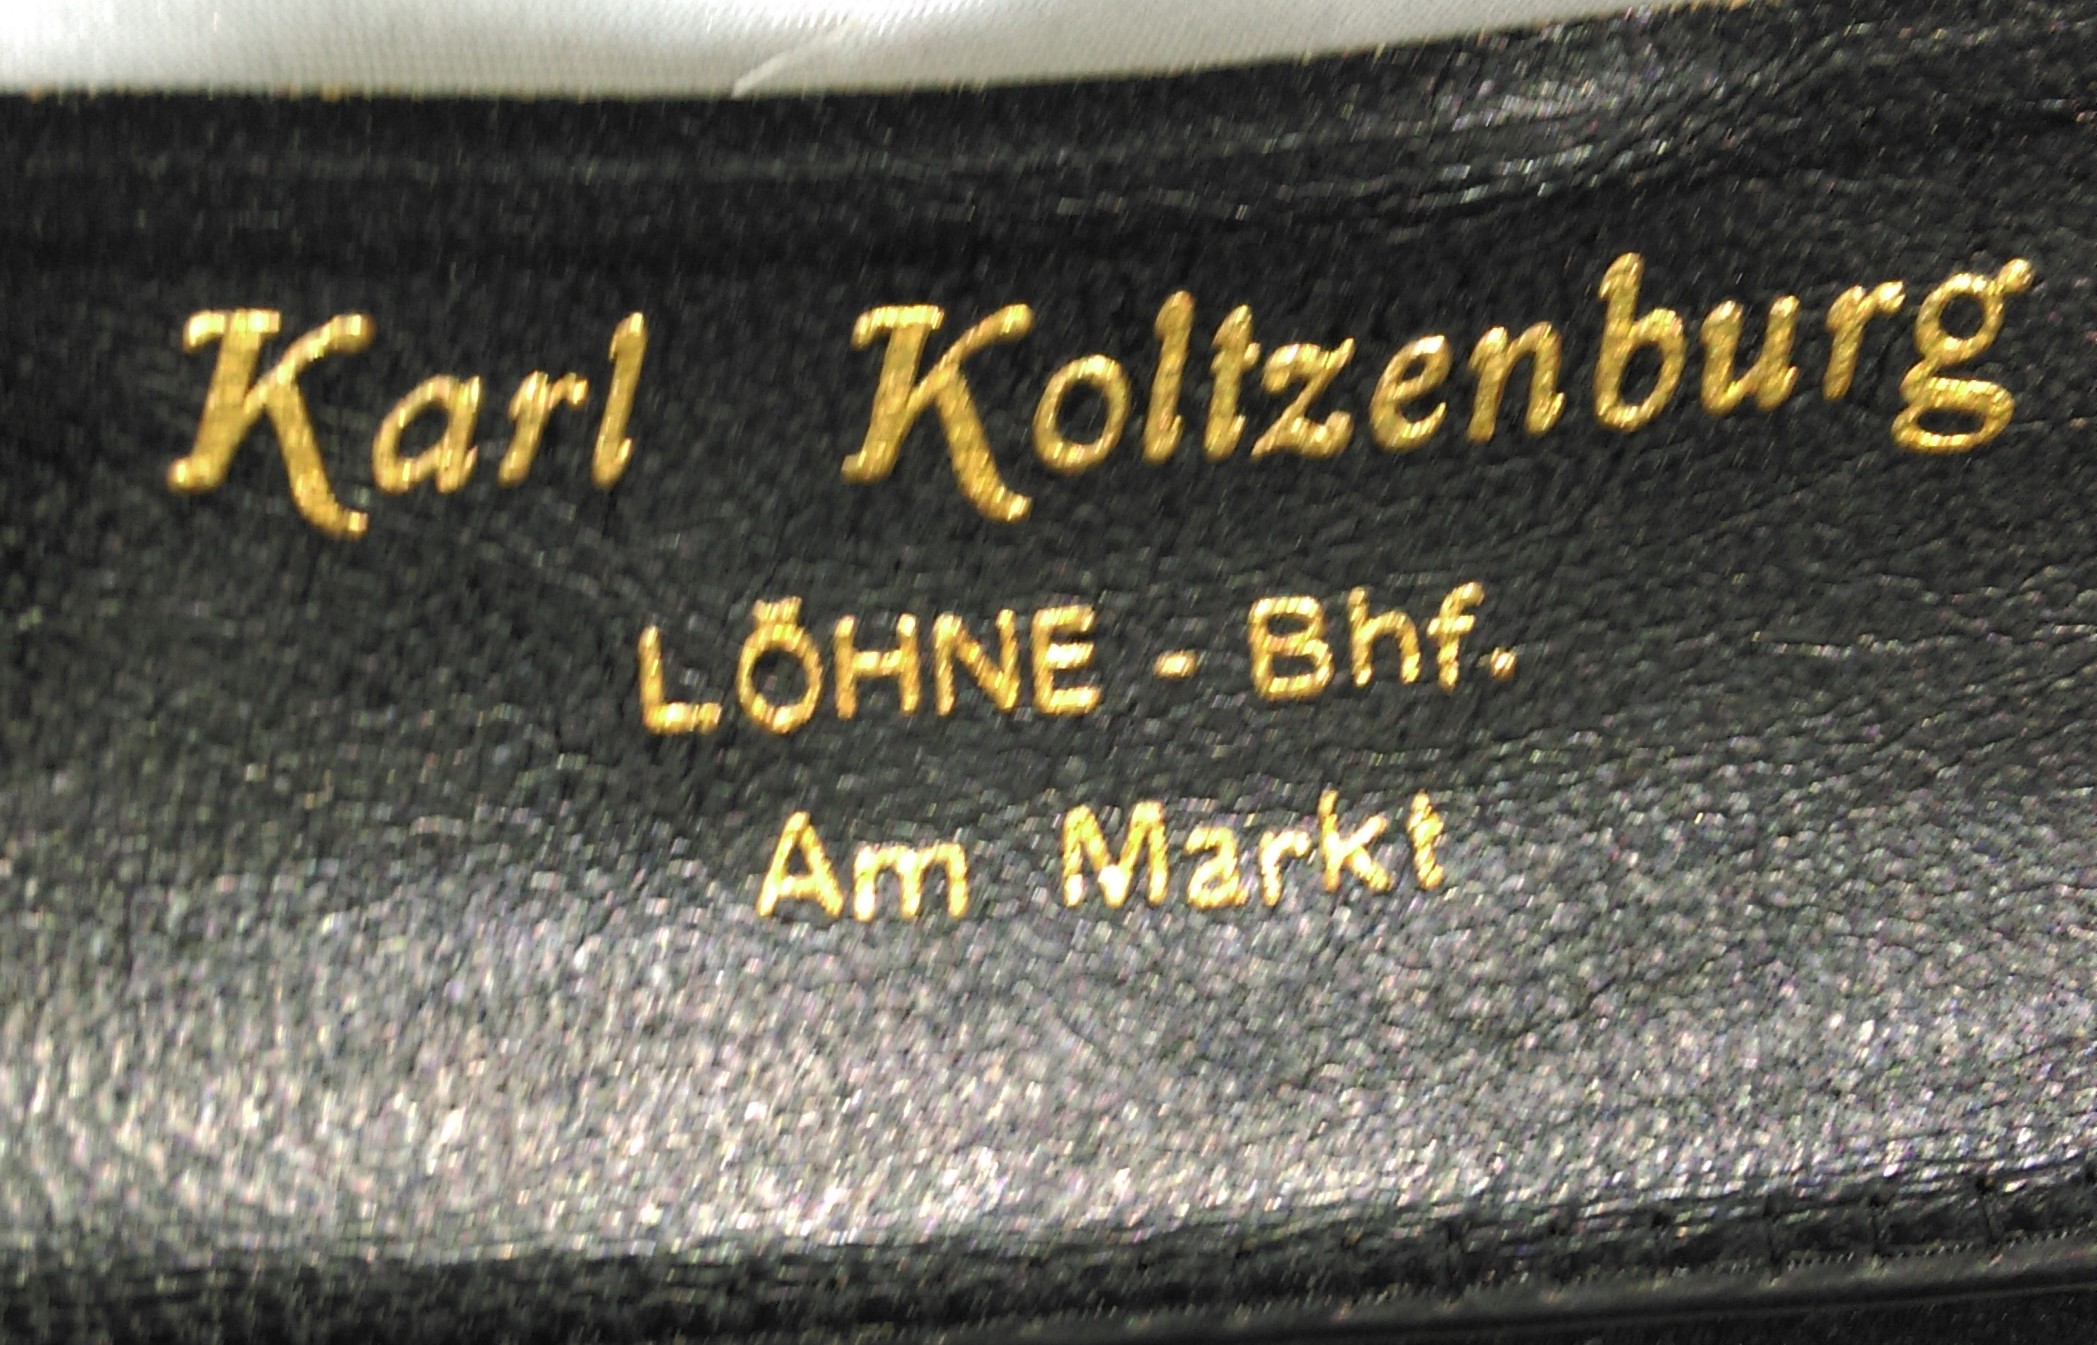 Karl Koltzenburg
LÖHNE - Bhf.
Am Markt